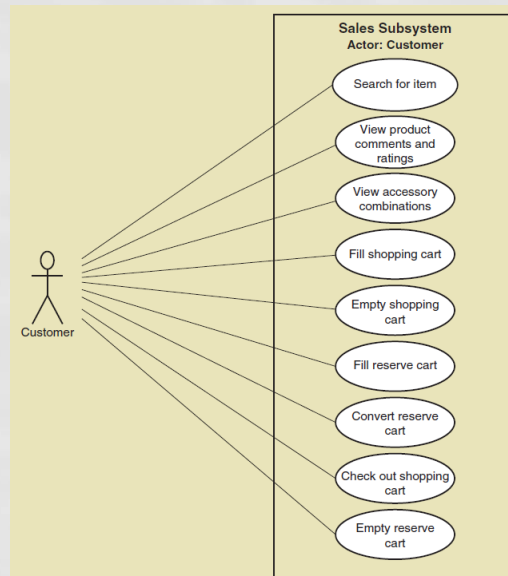 Sales Subsystem
Actor: Customer
Search for item
View product
comments and
ratings
View accessory
combinations
Fill shopping cart
Empty shopping
cart
Fill reserve cart
Convert reserve
cart
Check out shopping
cart
Empty reserve
cart
Customer